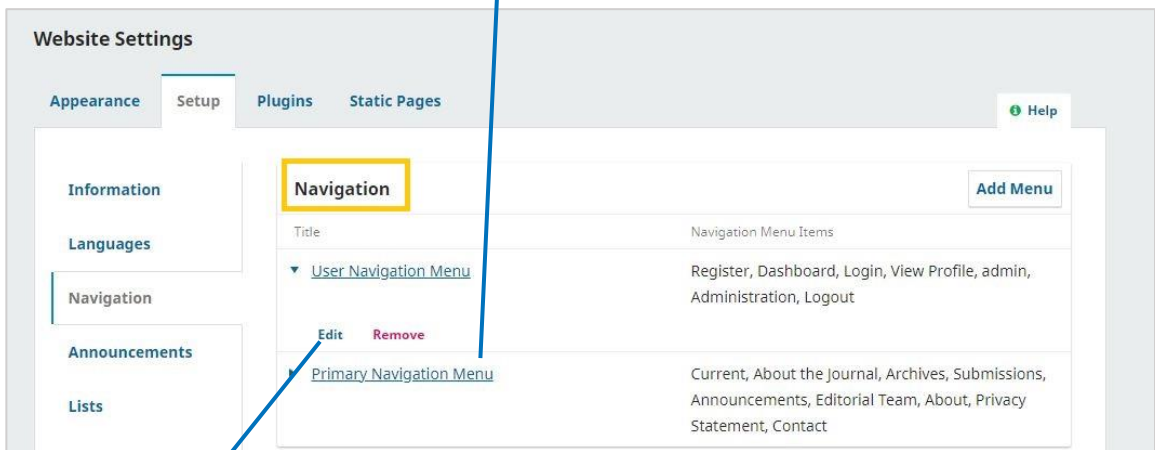 Website Settings
Appearance Setup Plugins Static Pages
Help
Information
Languages
Navigation
Announcements
Lists
Navigation
Add Menu
Title Navigation Menu Items
User Navigation Menu Register, Dashboard, Login, View Profile, admin,
Administration, Logout
Edit Remove
Primary Navigation Menu Current, About the Journal, Archives, Submissions,
Announcements, Editorial Team, About, Privacy
Statement, Contact